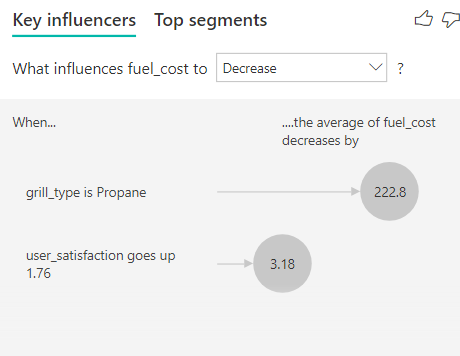 Key influencers Top segments
What influences fuel_cost to Decrease ?
When...
....the average of fuel_cost
decreases by
grill_type is Propane
222.8
user_satisfaction goes up
1.76
3.18